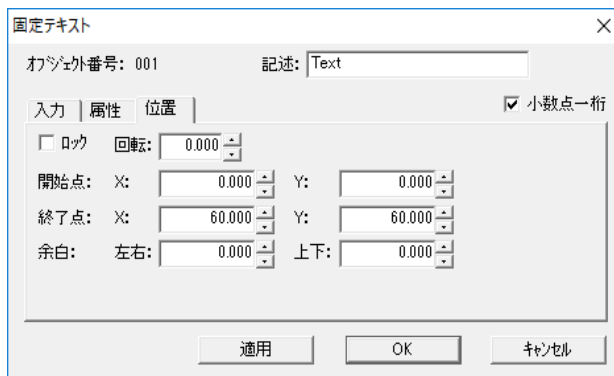 固定テキスト
オブジェクト番号: 001 記述: Text
入力 属性 位置 小数点一桁
ロック 回転: 0.000
開始点: X: 0.000 Y: 0.000
終了点: X: 60.000 Y: 60.000
余白: 左右: 0.000 上下: 0.000
適用 OK キャンセル